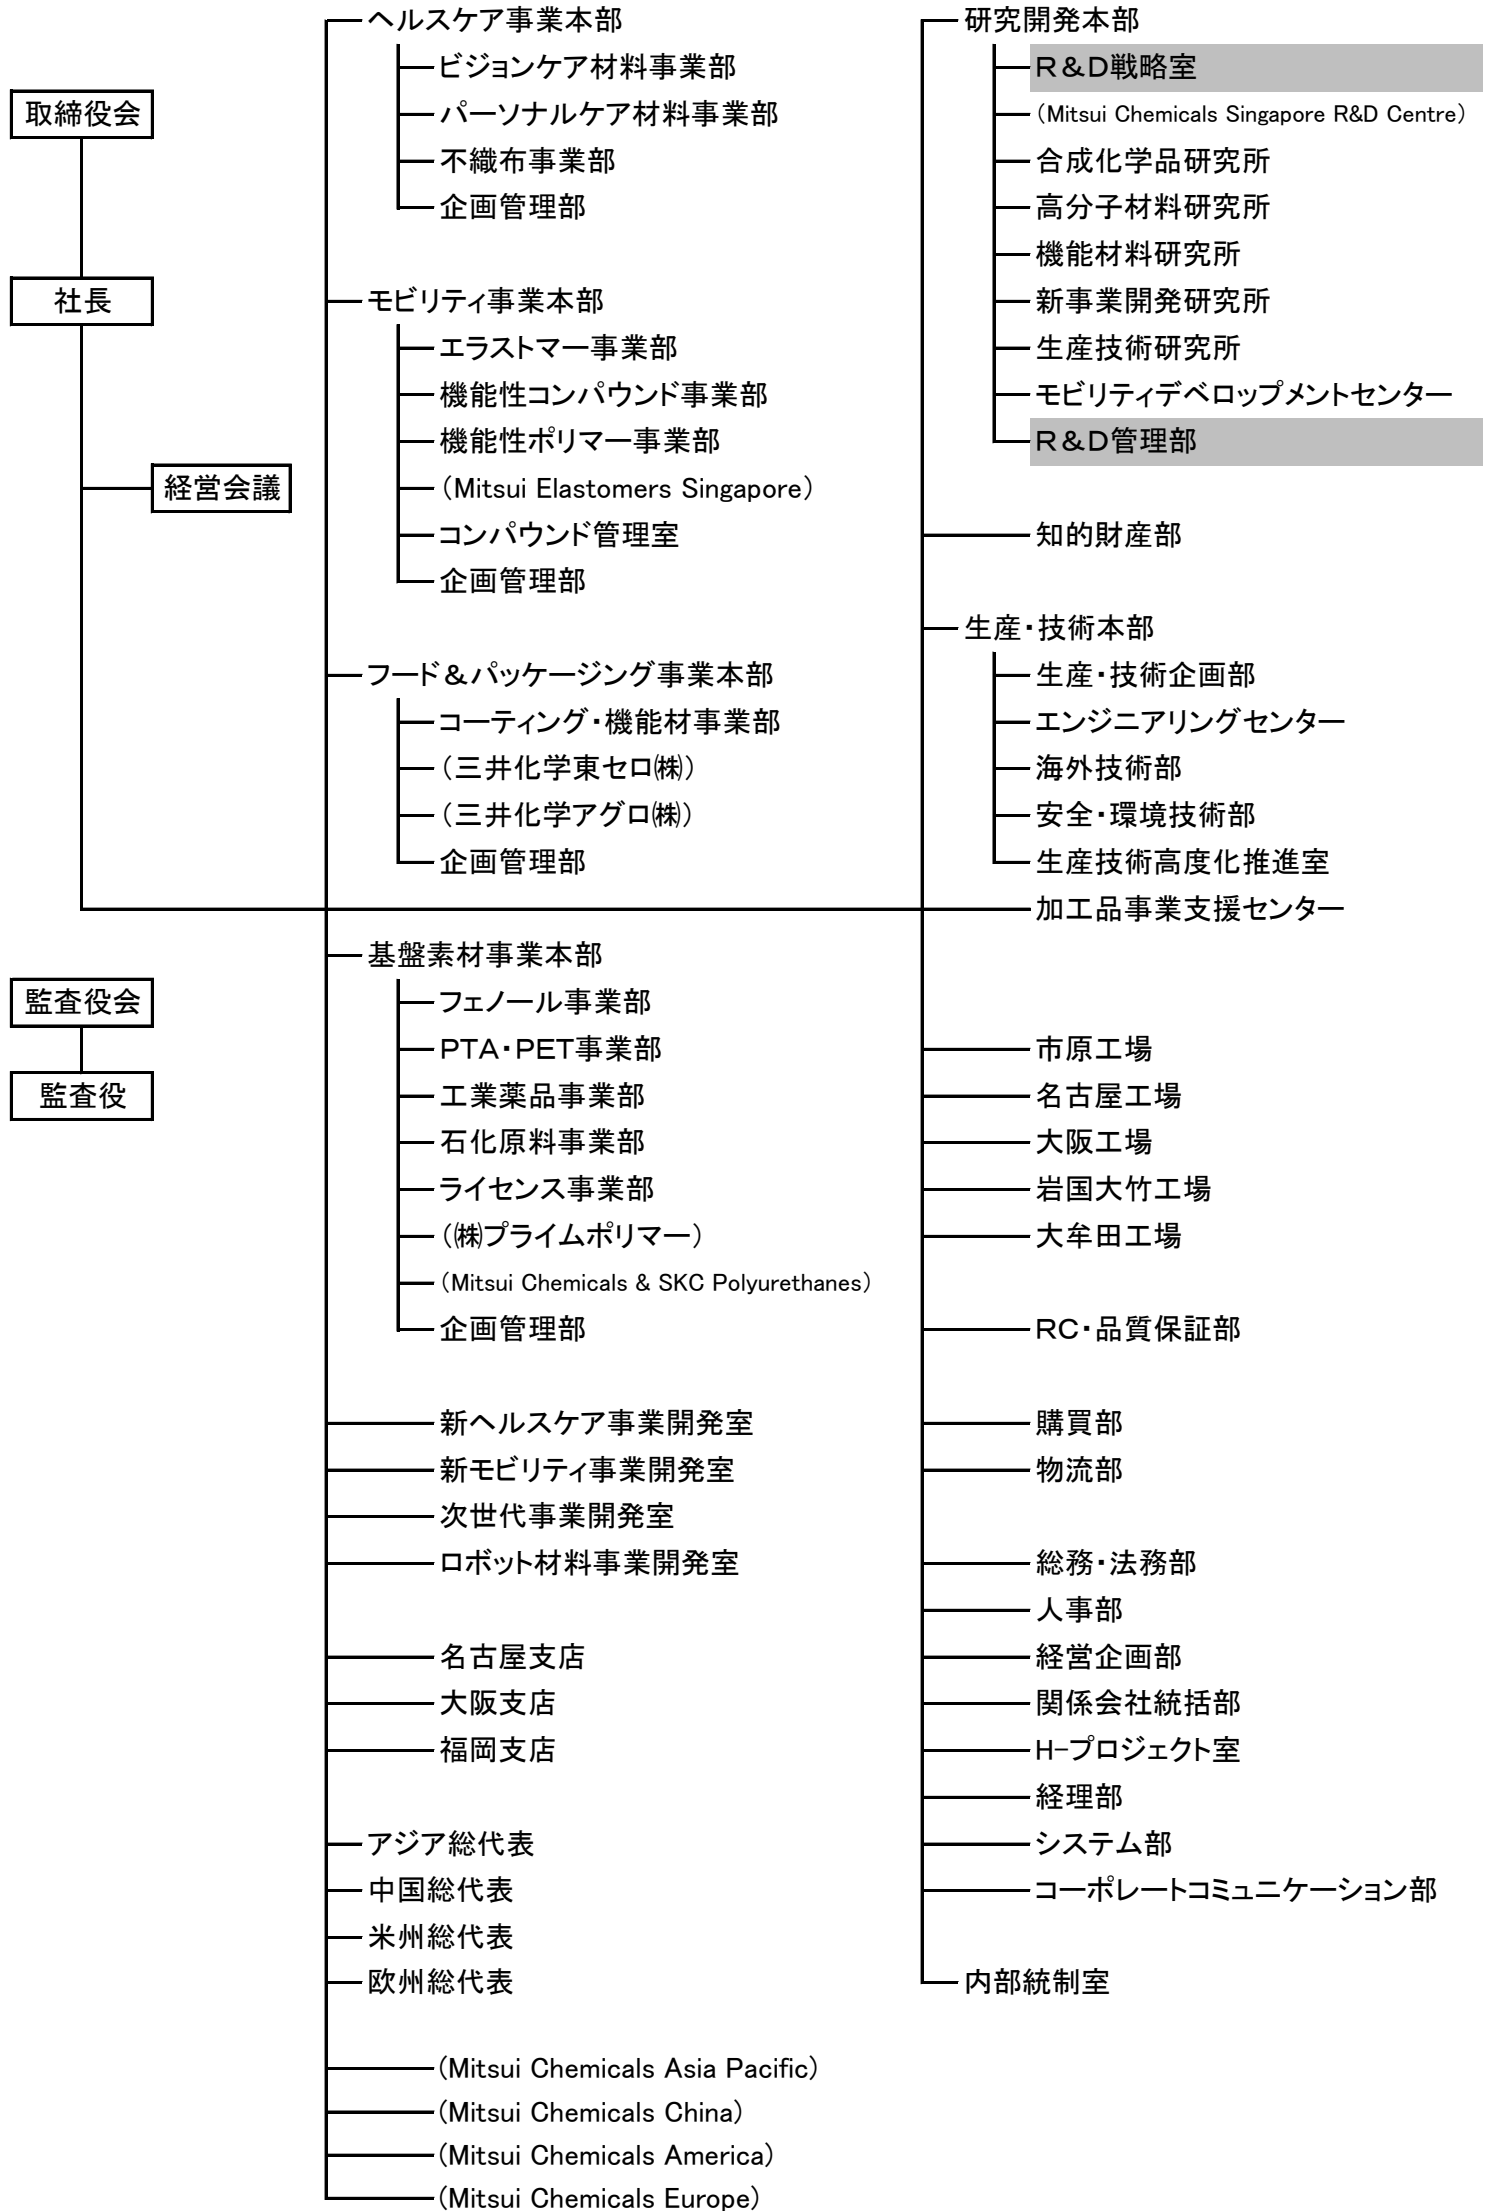 取締役会
社長
経営会議
監査役会
監査役
ヘルスケア事業本部
ビジョンケア材料事業部
パーソナルケア材料事業部
不織布事業部
企画管理部
モビリティ事業本部
エラストマー事業部
機能性コンパウンド事業部
機能性ポリマー事業部
（Mitsui Elastomers Singapore）
コンパウンド管理室
企画管理部
フード＆パッケージング事業本部
コーティング・機能材事業部
（三井化学東セロ㈱）
（三井化学アグロ㈱）
企画管理部
基盤素材事業本部
フェノール事業部
PTA・PET事業部
工業薬品事業部
石化原料事業部
ライセンス事業部
（㈱プライムポリマー）
（Mitsui Chemicals & SKC Polyurethanes）
企画管理部
新ヘルスケア事業開発室
新モビリティ事業開発室
次世代事業開発室
ロボット材料事業開発室
名古屋支店
大阪支店
福岡支店
アジア総代表
中国総代表
米州総代表
欧州総代表
（Mitsui Chemicals Asia Pacific）
（Mitsui Chemicals China）
（Mitsui Chemicals America）
（Mitsui Chemicals Europe）
研究開発本部
Ｒ＆Ｄ戦略室
（Mitsui Chemicals Singapore R&D Centre）
合成化学品研究所
高分子材料研究所
機能材料研究所
新事業開発研究所
生産技術研究所
モビリティデベロップメントセンター
Ｒ＆Ｄ管理部
知的財産部
生産・技術本部
生産・技術企画部
エンジニアリングセンター
海外技術部
安全・環境技術部
生産技術高度化推進室
加工品事業支援センター
市原工場
名古屋工場
大阪工場
岩国大竹工場
大牟田工場
RC・品質保証部
購買部
物流部
総務・法務部
人事部
経営企画部
関係会社統括部
H-プロジェクト室
経理部
システム部
コーポレートコミュニケーション部
内部統制室